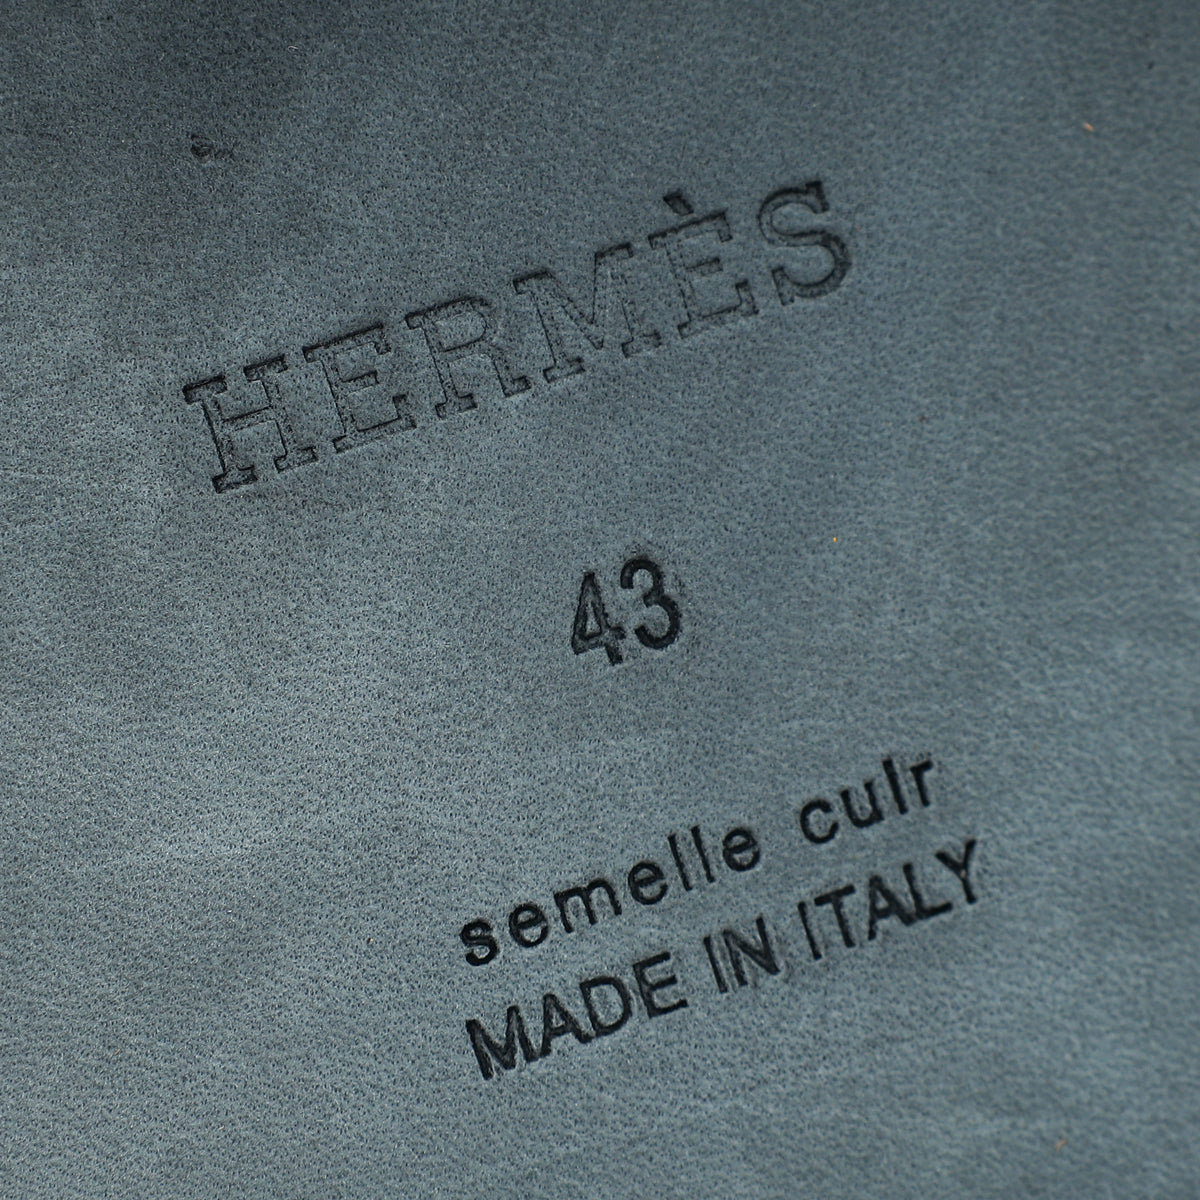 HERMÈS
43
semelle cuir
MADE IN ITALY